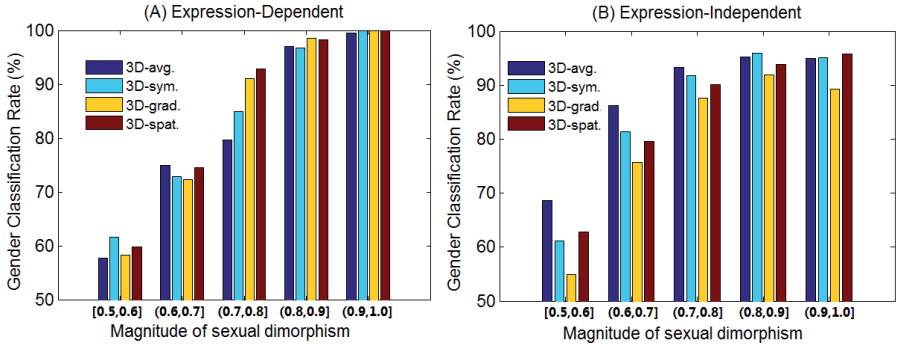 (A) Expression-Dependent
Gender Classification Rate (%)
100
90
80
70
60
50
3D-avg.
3D-sym.
3D-grad.
3D-spat.
[0.5,0.6] (0.6,0.7] (0.7,0.8] (0.8,0.9] (0.9,1.0]
Magnitude of sexual dimorphism
(B) Expression-Independent
Gender Classification Rate (%)
100
90
80
70
60
50
3D-avg.
3D-sym.
3D-grad.
3D-spat.
[0.5,0.6] (0.6,0.7] (0.7,0.8] (0.8,0.9] (0.9,1.0]
Magnitude of sexual dimorphism